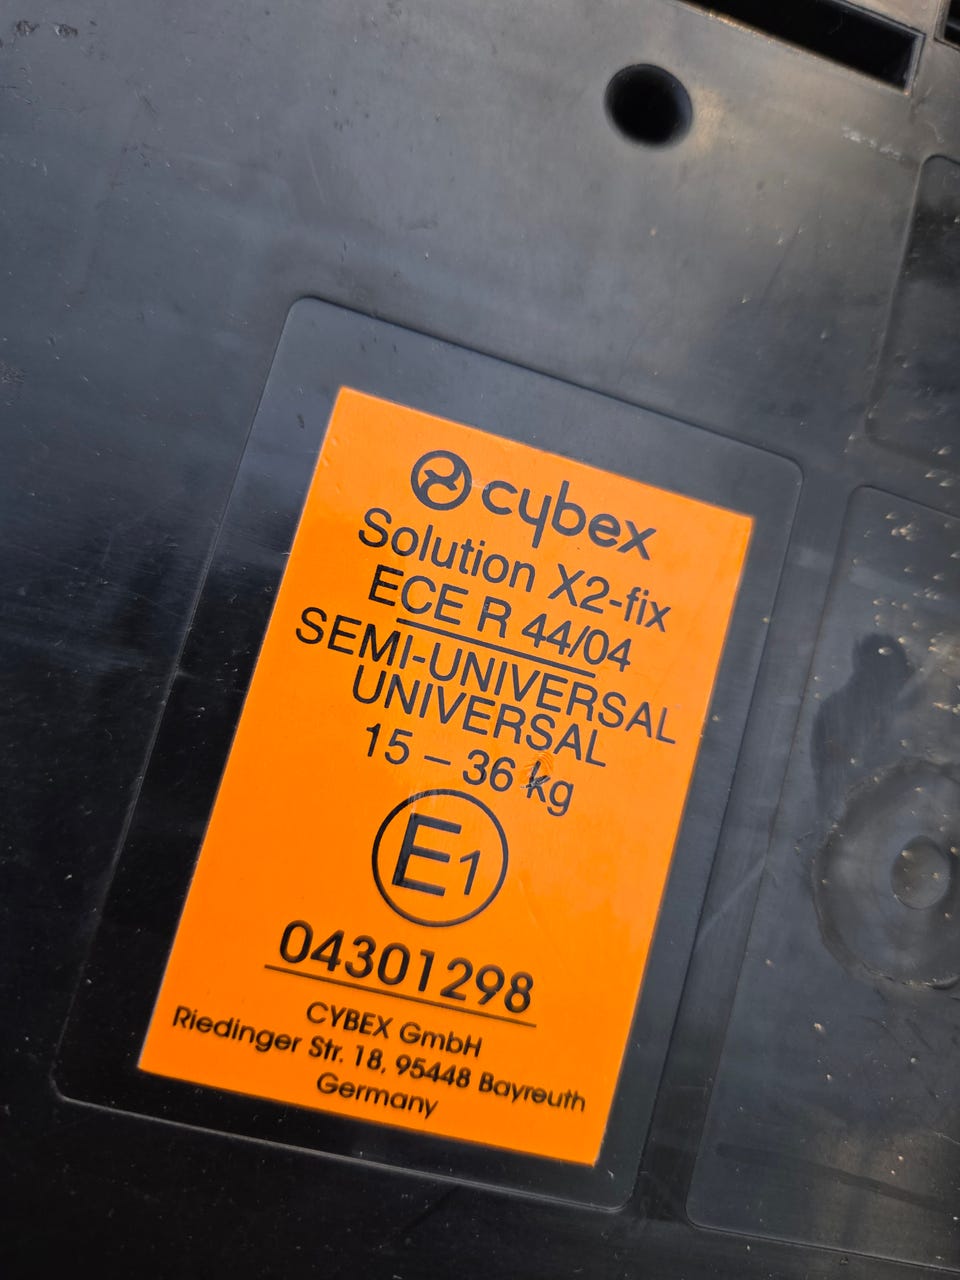 cybex
Solution X2-fix
ECE R 44/04
SEMI-UNIVERSAL
UNIVERSAL
15 – 36 kg
E1
04301298
CYBEX GmbH
Riedinger Str. 18, 95448 Bayreuth
Germany